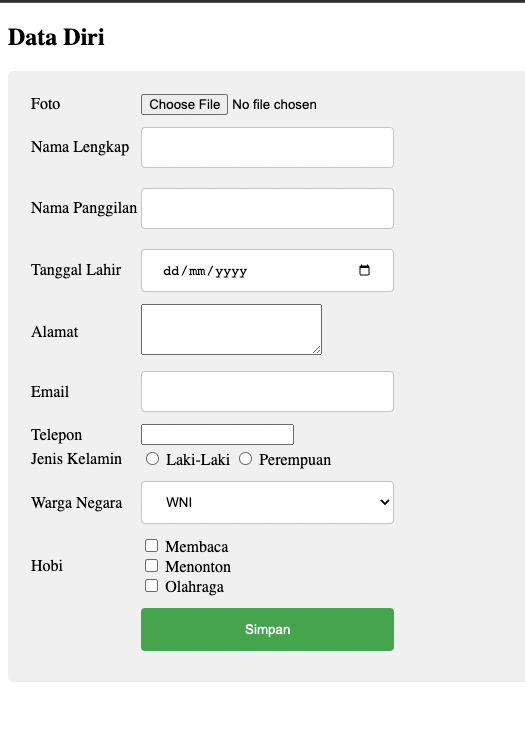 Data Diri
Foto Choose File No file chosen
Nama Lengkap
Nama Panggilan
Tanggal Lahir dd/mm/yyyy
Alamat
Email
Telepon
Jenis Kelamin Laki-Laki Perempuan
Warga Negara WNI
Membaca
Hobi Menonton
Olahraga
Simpan